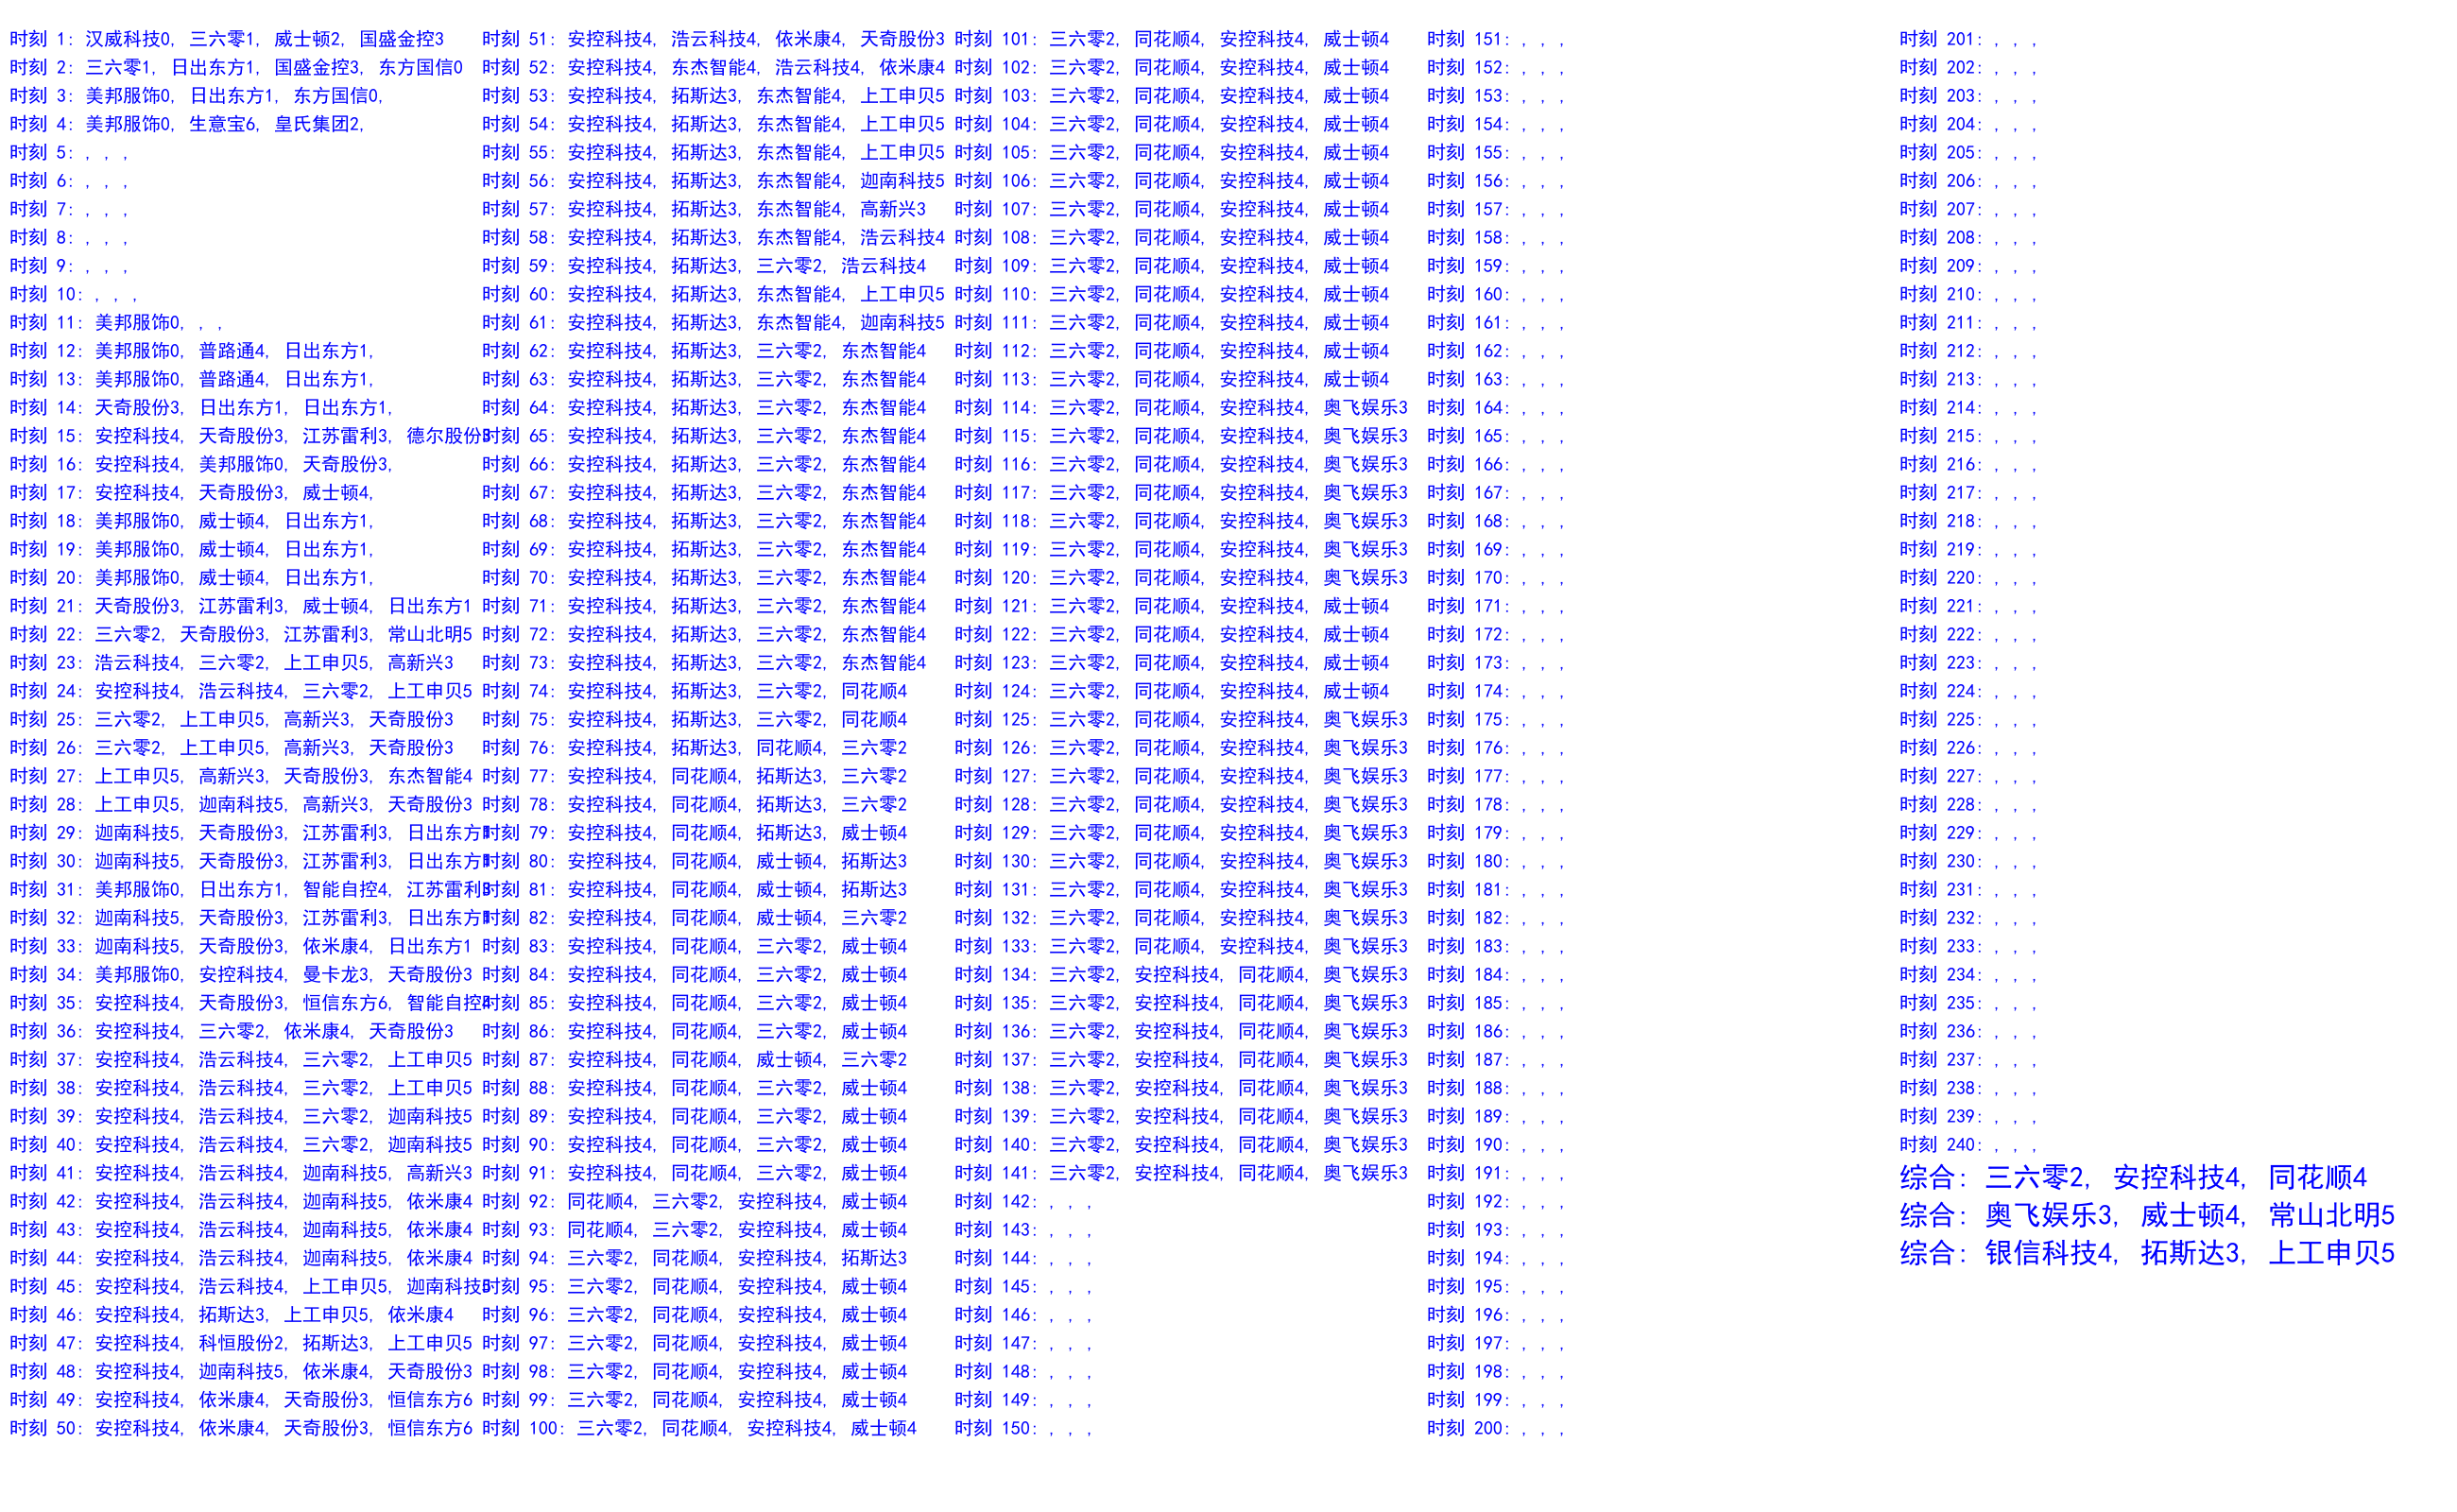 时刻 1: 汉威科技0, 三六零1, 威士顿2, 国盛金控3
时刻 2: 三六零1, 日出东方1, 国盛金控3, 东方国信0
时刻 3: 美邦服饰0, 日出东方1, 东方国信0,
时刻 4: 美邦服饰0, 生意宝6, 皇氏集团2,
时刻 5: , , ,
时刻 6: , , ,
时刻 7: , , ,
时刻 8: , , ,
时刻 9: , , ,
时刻 10: , , ,
时刻 11: 美邦服饰0, , ,
时刻 12: 美邦服饰0, 普路通4, 日出东方1,
时刻 13: 美邦服饰0, 普路通4, 日出东方1,
时刻 14: 天奇股份3, 日出东方1, 日出东方1,
时刻 15: 安控科技4, 天奇股份3, 江苏雷利3, 德尔股份3
时刻 16: 安控科技4, 美邦服饰0, 天奇股份3,
时刻 17: 安控科技4, 天奇股份3, 威士顿4,
时刻 18: 美邦服饰0, 威士顿4, 日出东方1,
时刻 19: 美邦服饰0, 威士顿4, 日出东方1,
时刻 20: 美邦服饰0, 威士顿4, 日出东方1,
时刻 21: 天奇股份3, 江苏雷利3, 威士顿4, 日出东方1
时刻 22: 三六零2, 天奇股份3, 江苏雷利3, 常山北明5
时刻 23: 浩云科技4, 三六零2, 上工申贝5, 高新兴3
时刻 24: 安控科技4, 浩云科技4, 三六零2, 上工申贝5
时刻 25: 三六零2, 上工申贝5, 高新兴3, 天奇股份3
时刻 26: 三六零2, 上工申贝5, 高新兴3, 天奇股份3
时刻 27: 上工申贝5, 高新兴3, 天奇股份3, 东杰智能4
时刻 28: 上工申贝5, 迦南科技5, 高新兴3, 天奇股份3
时刻 29: 迦南科技5, 天奇股份3, 江苏雷利3, 日出东方1
时刻 30: 迦南科技5, 天奇股份3, 江苏雷利3, 日出东方1
时刻 31: 美邦服饰0, 日出东方1, 智能自控4, 江苏雷利3
时刻 32: 迦南科技5, 天奇股份3, 江苏雷利3, 日出东方1
时刻 33: 迦南科技5, 天奇股份3, 依米康4, 日出东方1
时刻 34: 美邦服饰0, 安控科技4, 曼卡龙3, 天奇股份3
时刻 35: 安控科技4, 天奇股份3, 恒信东方6, 智能自控4
时刻 36: 安控科技4, 三六零2, 依米康4, 天奇股份3
时刻 37: 安控科技4, 浩云科技4, 三六零2, 上工申贝5
时刻 38: 安控科技4, 浩云科技4, 三六零2, 上工申贝5
时刻 39: 安控科技4, 浩云科技4, 三六零2, 迦南科技5
时刻 40: 安控科技4, 浩云科技4, 三六零2, 迦南科技5
时刻 41: 安控科技4, 浩云科技4, 迦南科技5, 高新兴3
时刻 42: 安控科技4, 浩云科技4, 迦南科技5, 依米康4
时刻 43: 安控科技4, 浩云科技4, 迦南科技5, 依米康4
时刻 44: 安控科技4, 浩云科技4, 迦南科技5, 依米康4
时刻 45: 安控科技4, 浩云科技4, 上工申贝5, 迦南科技5
时刻 46: 安控科技4, 拓斯达3, 上工申贝5, 依米康4
时刻 47: 安控科技4, 科恒股份2, 拓斯达3, 上工申贝5
时刻 48: 安控科技4, 迦南科技5, 依米康4, 天奇股份3
时刻 49: 安控科技4, 依米康4, 天奇股份3, 恒信东方6
时刻 50: 安控科技4, 依米康4, 天奇股份3, 恒信东方6
时刻 51: 安控科技4, 浩云科技4, 依米康4, 天奇股份3
时刻 52: 安控科技4, 东杰智能4, 浩云科技4, 依米康4
时刻 53: 安控科技4, 拓斯达3, 东杰智能4, 上工申贝5
时刻 54: 安控科技4, 拓斯达3, 东杰智能4, 上工申贝5
时刻 55: 安控科技4, 拓斯达3, 东杰智能4, 上工申贝5
时刻 56: 安控科技4, 拓斯达3, 东杰智能4, 迦南科技5
时刻 57: 安控科技4, 拓斯达3, 东杰智能4, 高新兴3
时刻 58: 安控科技4, 拓斯达3, 东杰智能4, 浩云科技4
时刻 59: 安控科技4, 拓斯达3, 三六零2, 浩云科技4
时刻 60: 安控科技4, 拓斯达3, 东杰智能4, 上工申贝5
时刻 61: 安控科技4, 拓斯达3, 东杰智能4, 迦南科技5
时刻 62: 安控科技4, 拓斯达3, 三六零2, 东杰智能4
时刻 63: 安控科技4, 拓斯达3, 三六零2, 东杰智能4
时刻 64: 安控科技4, 拓斯达3, 三六零2, 东杰智能4
时刻 65: 安控科技4, 拓斯达3, 三六零2, 东杰智能4
时刻 66: 安控科技4, 拓斯达3, 三六零2, 东杰智能4
时刻 67: 安控科技4, 拓斯达3, 三六零2, 东杰智能4
时刻 68: 安控科技4, 拓斯达3, 三六零2, 东杰智能4
时刻 69: 安控科技4, 拓斯达3, 三六零2, 东杰智能4
时刻 70: 安控科技4, 拓斯达3, 三六零2, 东杰智能4
时刻 71: 安控科技4, 拓斯达3, 三六零2, 东杰智能4
时刻 72: 安控科技4, 拓斯达3, 三六零2, 东杰智能4
时刻 73: 安控科技4, 拓斯达3, 三六零2, 东杰智能4
时刻 74: 安控科技4, 拓斯达3, 三六零2, 同花顺4
时刻 75: 安控科技4, 拓斯达3, 三六零2, 同花顺4
时刻 76: 安控科技4, 拓斯达3, 同花顺4, 三六零2
时刻 77: 安控科技4, 同花顺4, 拓斯达3, 三六零2
时刻 78: 安控科技4, 同花顺4, 拓斯达3, 三六零2
时刻 79: 安控科技4, 同花顺4, 拓斯达3, 威士顿4
时刻 80: 安控科技4, 同花顺4, 威士顿4, 拓斯达3
时刻 81: 安控科技4, 同花顺4, 威士顿4, 拓斯达3
时刻 82: 安控科技4, 同花顺4, 威士顿4, 三六零2
时刻 83: 安控科技4, 同花顺4, 三六零2, 威士顿4
时刻 84: 安控科技4, 同花顺4, 三六零2, 威士顿4
时刻 85: 安控科技4, 同花顺4, 三六零2, 威士顿4
时刻 86: 安控科技4, 同花顺4, 三六零2, 威士顿4
时刻 87: 安控科技4, 同花顺4, 威士顿4, 三六零2
时刻 88: 安控科技4, 同花顺4, 三六零2, 威士顿4
时刻 89: 安控科技4, 同花顺4, 三六零2, 威士顿4
时刻 90: 安控科技4, 同花顺4, 三六零2, 威士顿4
时刻 91: 安控科技4, 同花顺4, 三六零2, 威士顿4
时刻 92: 同花顺4, 三六零2, 安控科技4, 威士顿4
时刻 93: 同花顺4, 三六零2, 安控科技4, 威士顿4
时刻 94: 三六零2, 同花顺4, 安控科技4, 拓斯达3
时刻 95: 三六零2, 同花顺4, 安控科技4, 威士顿4
时刻 96: 三六零2, 同花顺4, 安控科技4, 威士顿4
时刻 97: 三六零2, 同花顺4, 安控科技4, 威士顿4
时刻 98: 三六零2, 同花顺4, 安控科技4, 威士顿4
时刻 99: 三六零2, 同花顺4, 安控科技4, 威士顿4
时刻 100: 三六零2, 同花顺4, 安控科技4, 威士顿4
时刻 101: 三六零2, 同花顺4, 安控科技4, 威士顿4
时刻 102: 三六零2, 同花顺4, 安控科技4, 威士顿4
时刻 103: 三六零2, 同花顺4, 安控科技4, 威士顿4
时刻 104: 三六零2, 同花顺4, 安控科技4, 威士顿4
时刻 105: 三六零2, 同花顺4, 安控科技4, 威士顿4
时刻 106: 三六零2, 同花顺4, 安控科技4, 威士顿4
时刻 107: 三六零2, 同花顺4, 安控科技4, 威士顿4
时刻 108: 三六零2, 同花顺4, 安控科技4, 威士顿4
时刻 109: 三六零2, 同花顺4, 安控科技4, 威士顿4
时刻 110: 三六零2, 同花顺4, 安控科技4, 威士顿4
时刻 111: 三六零2, 同花顺4, 安控科技4, 威士顿4
时刻 112: 三六零2, 同花顺4, 安控科技4, 威士顿4
时刻 113: 三六零2, 同花顺4, 安控科技4, 威士顿4
时刻 114: 三六零2, 同花顺4, 安控科技4, 奥飞娱乐3
时刻 115: 三六零2, 同花顺4, 安控科技4, 奥飞娱乐3
时刻 116: 三六零2, 同花顺4, 安控科技4, 奥飞娱乐3
时刻 117: 三六零2, 同花顺4, 安控科技4, 奥飞娱乐3
时刻 118: 三六零2, 同花顺4, 安控科技4, 奥飞娱乐3
时刻 119: 三六零2, 同花顺4, 安控科技4, 奥飞娱乐3
时刻 120: 三六零2, 同花顺4, 安控科技4, 奥飞娱乐3
时刻 121: 三六零2, 同花顺4, 安控科技4, 威士顿4
时刻 122: 三六零2, 同花顺4, 安控科技4, 威士顿4
时刻 123: 三六零2, 同花顺4, 安控科技4, 威士顿4
时刻 124: 三六零2, 同花顺4, 安控科技4, 威士顿4
时刻 125: 三六零2, 同花顺4, 安控科技4, 奥飞娱乐3
时刻 126: 三六零2, 同花顺4, 安控科技4, 奥飞娱乐3
时刻 127: 三六零2, 同花顺4, 安控科技4, 奥飞娱乐3
时刻 128: 三六零2, 同花顺4, 安控科技4, 奥飞娱乐3
时刻 129: 三六零2, 同花顺4, 安控科技4, 奥飞娱乐3
时刻 130: 三六零2, 同花顺4, 安控科技4, 奥飞娱乐3
时刻 131: 三六零2, 同花顺4, 安控科技4, 奥飞娱乐3
时刻 132: 三六零2, 同花顺4, 安控科技4, 奥飞娱乐3
时刻 133: 三六零2, 同花顺4, 安控科技4, 奥飞娱乐3
时刻 134: 三六零2, 安控科技4, 同花顺4, 奥飞娱乐3
时刻 135: 三六零2, 安控科技4, 同花顺4, 奥飞娱乐3
时刻 136: 三六零2, 安控科技4, 同花顺4, 奥飞娱乐3
时刻 137: 三六零2, 安控科技4, 同花顺4, 奥飞娱乐3
时刻 138: 三六零2, 安控科技4, 同花顺4, 奥飞娱乐3
时刻 139: 三六零2, 安控科技4, 同花顺4, 奥飞娱乐3
时刻 140: 三六零2, 安控科技4, 同花顺4, 奥飞娱乐3
时刻 141: 三六零2, 安控科技4, 同花顺4, 奥飞娱乐3
时刻 142: , , ,
时刻 143: , , ,
时刻 144: , , ,
时刻 145: , , ,
时刻 146: , , ,
时刻 147: , , ,
时刻 148: , , ,
时刻 149: , , ,
时刻 150: , , ,
时刻 151: , , ,
时刻 152: , , ,
时刻 153: , , ,
时刻 154: , , ,
时刻 155: , , ,
时刻 156: , , ,
时刻 157: , , ,
时刻 158: , , ,
时刻 159: , , ,
时刻 160: , , ,
时刻 161: , , ,
时刻 162: , , ,
时刻 163: , , ,
时刻 164: , , ,
时刻 165: , , ,
时刻 166: , , ,
时刻 167: , , ,
时刻 168: , , ,
时刻 169: , , ,
时刻 170: , , ,
时刻 171: , , ,
时刻 172: , , ,
时刻 173: , , ,
时刻 174: , , ,
时刻 175: , , ,
时刻 176: , , ,
时刻 177: , , ,
时刻 178: , , ,
时刻 179: , , ,
时刻 180: , , ,
时刻 181: , , ,
时刻 182: , , ,
时刻 183: , , ,
时刻 184: , , ,
时刻 185: , , ,
时刻 186: , , ,
时刻 187: , , ,
时刻 188: , , ,
时刻 189: , , ,
时刻 190: , , ,
时刻 191: , , ,
时刻 192: , , ,
时刻 193: , , ,
时刻 194: , , ,
时刻 195: , , ,
时刻 196: , , ,
时刻 197: , , ,
时刻 198: , , ,
时刻 199: , , ,
时刻 200: , , ,
时刻 201: , , ,
时刻 202: , , ,
时刻 203: , , ,
时刻 204: , , ,
时刻 205: , , ,
时刻 206: , , ,
时刻 207: , , ,
时刻 208: , , ,
时刻 209: , , ,
时刻 210: , , ,
时刻 211: , , ,
时刻 212: , , ,
时刻 213: , , ,
时刻 214: , , ,
时刻 215: , , ,
时刻 216: , , ,
时刻 217: , , ,
时刻 218: , , ,
时刻 219: , , ,
时刻 220: , , ,
时刻 221: , , ,
时刻 222: , , ,
时刻 223: , , ,
时刻 224: , , ,
时刻 225: , , ,
时刻 226: , , ,
时刻 227: , , ,
时刻 228: , , ,
时刻 229: , , ,
时刻 230: , , ,
时刻 231: , , ,
时刻 232: , , ,
时刻 233: , , ,
时刻 234: , , ,
时刻 235: , , ,
时刻 236: , , ,
时刻 237: , , ,
时刻 238: , , ,
时刻 239: , , ,
时刻 240: , , ,
综合: 三六零2, 安控科技4, 同花顺4
综合: 奥飞娱乐3, 威士顿4, 常山北明5
综合: 银信科技4, 拓斯达3, 上工申贝5